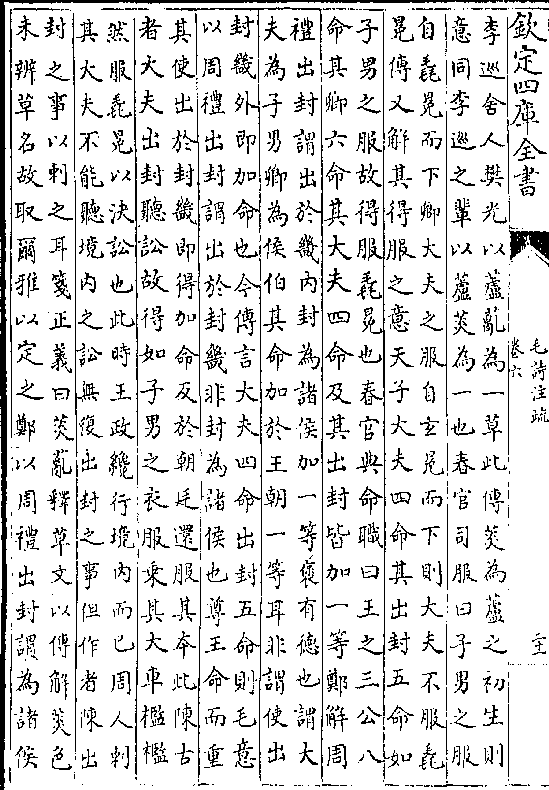 欽定四庫全書
毛詩注疏
卷六
李巡舍人樊光以蘆薍為一草此傳菼為蘆之初生則
意同李巡之輩以蘆菼為一也春官司服曰子男之服
自毳冕而下卿大夫之服自玄冕而下則大夫不服毳
冕傳又解其得服之意天子大夫四命其出封五命如
子男之服故得服毳冕也春官典命職曰王之三公八
命其卿六命其大夫四命及其出封皆加一等鄭解周
禮出封謂出於畿內封為諸侯加一等褒有德也謂大
夫為子男卿為侯伯其命加於王朝一等耳非謂使出
封畿外即加命也今傳言大夫四命出封五命則毛意
以周禮出封謂出於封畿非封為諸侯也尊王命而重
其使出於封畿即得加命反於朝廷還服其本此陳古
者大夫出封聽訟故得如子男之衣服乘其大車檻檻
然服毳冕以決訟也此時王政纔行境內而已周人刺
其大夫不能聽境內之訟無復出封之事但作者陳出
封之事以刺之耳箋正義曰菼薍釋草文以傳解菼色
未辨草名故取爾雅以定之鄭以周禮出封謂為諸侯